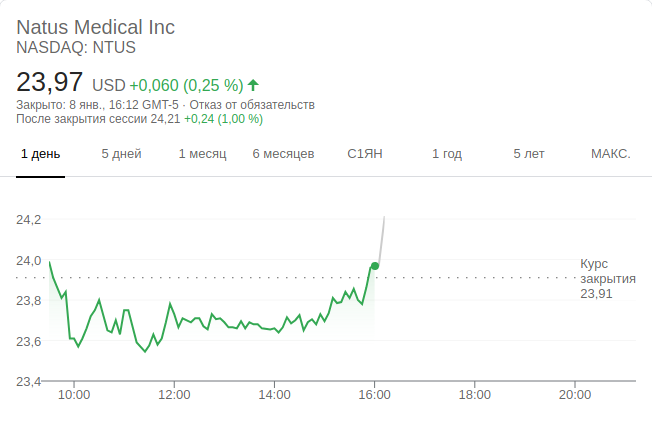 Natus Medical Inc
NASDAQ: NTUS
23,97 USD +0,060 (0,25 %)
Закрыто: 8 янв., 16:12 GMT-5 · Отказ от обязательств
После закрытия сессии 24,21 +0,24 (1,00 %)
1 день 5 дней 1 месяц 6 месяцев С1ЯН 1 год 5 лет МАКС.
24,2
24,0
23,8
23,6
23,4
Курс
закрытия
23,91
10:00 12:00 14:00 16:00 18:00 20:00